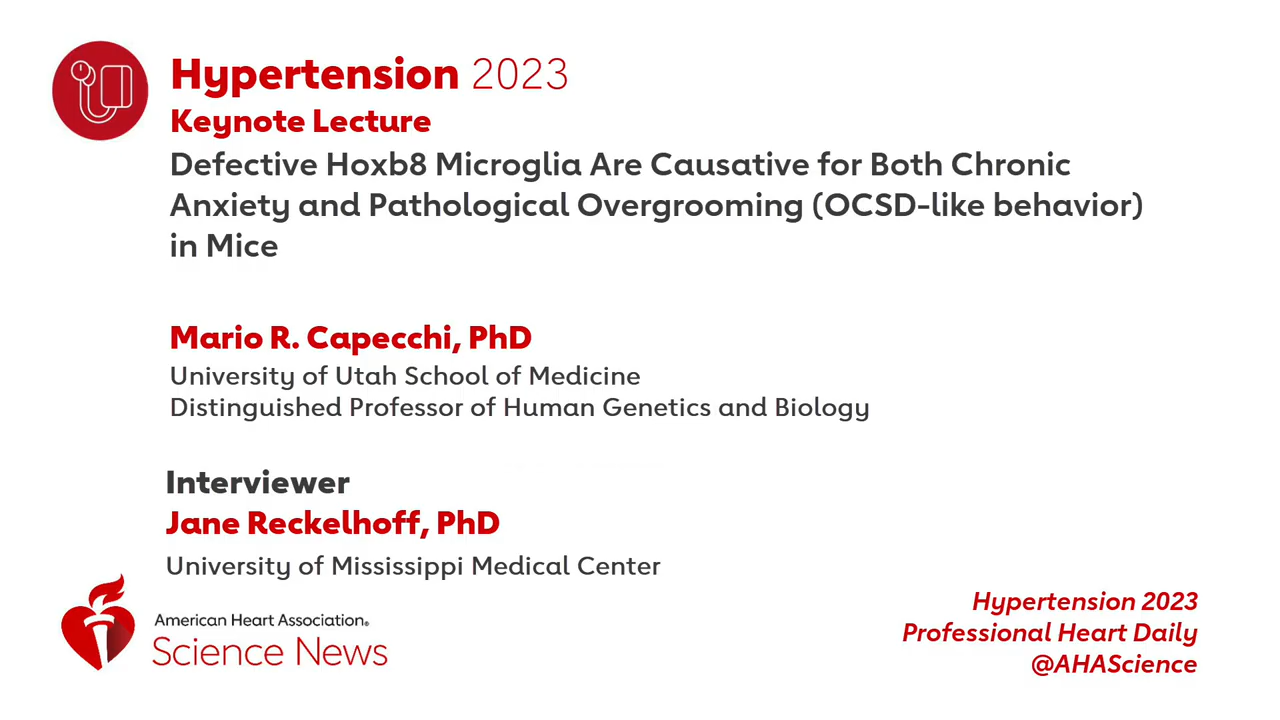 Hypertension 2023
Keynote Lecture
Defective Hoxb8 Microglia Are Causative for Both Chronic
Anxiety and Pathological Overgrooming (OCSD-like behavior)
in Mice
Mario R. Capecchi, PhD
University of Utah School of Medicine
Distinguished Professor of Human Genetics and Biology
Interviewer
Jane Reckelhoff, PhD
University of Mississippi Medical Center
American Heart Association®
Science News
Hypertension 2023
Professional Heart Daily
@AHAScience